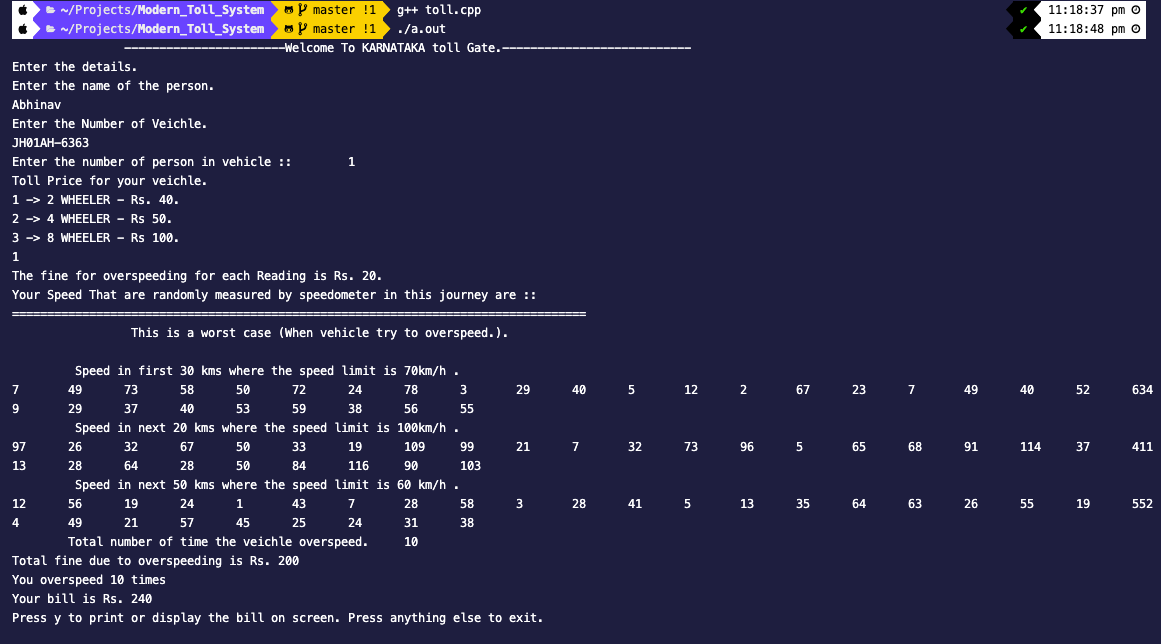 ~/Projects/Modern_Toll_System master !1 g++ toll.cpp ✔ 11:18:37 pm
~/Projects/Modern_Toll_System master !1 ./a.out ✔ 11:18:48 pm
-----------------------Welcome To KARNATAKA toll Gate.---------------------------
Enter the details.
Enter the name of the person.
Abhinav
Enter the Number of Veichle.
JH01AH-6363
Enter the number of person in vehicle :: 1
Toll Price for your veichle.
1 -> 2 WHEELER - Rs. 40.
2 -> 4 WHEELER - Rs 50.
3 -> 8 WHEELER - Rs 100.
1
The fine for overspeeding for each Reading is Rs. 20.
Your Speed That are randomly measured by speedometer in this journey are ::
==================================================================================
This is a worst case (When vehicle try to overspeed.).
Speed in first 30 kms where the speed limit is 70km/h .
7 49 73 58 50 72 24 78 3 29 40 5 12 2 67 23 7 49 40 52 634
9 29 37 40 53 59 38 56 55
Speed in next 20 kms where the speed limit is 100km/h .
97 26 32 67 50 33 19 109 99 21 7 32 73 96 5 65 68 91 114 37 411
13 28 64 28 50 84 116 90 103
Speed in next 50 kms where the speed limit is 60 km/h .
12 56 19 24 1 43 7 28 58 3 28 41 5 13 35 64 63 26 55 19 552
4 49 21 57 45 25 24 31 38
Total number of time the veichle overspeed. 10
Total fine due to overspeeding is Rs. 200
You overspeed 10 times
Your bill is Rs. 240
Press y to print or display the bill on screen. Press anything else to exit.